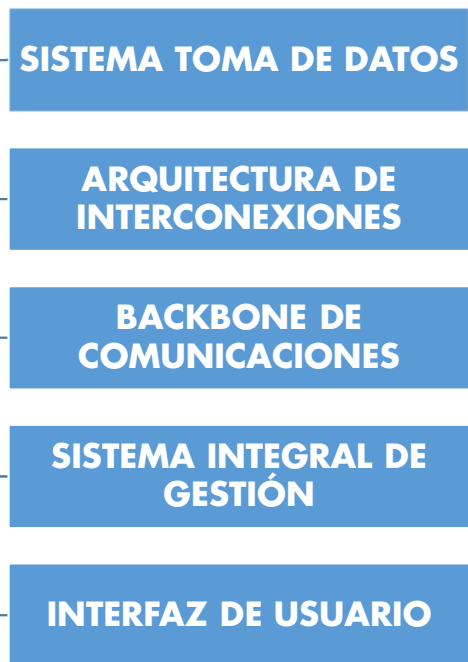 SISTEMA TOMA DE DATOS
ARQUITECTURA DE
INTERCONEXIONES
BACKBONE DE
COMUNICACIONES
SISTEMA INTEGRAL DE
GESTIÓN
INTERFAZ DE USUARIO